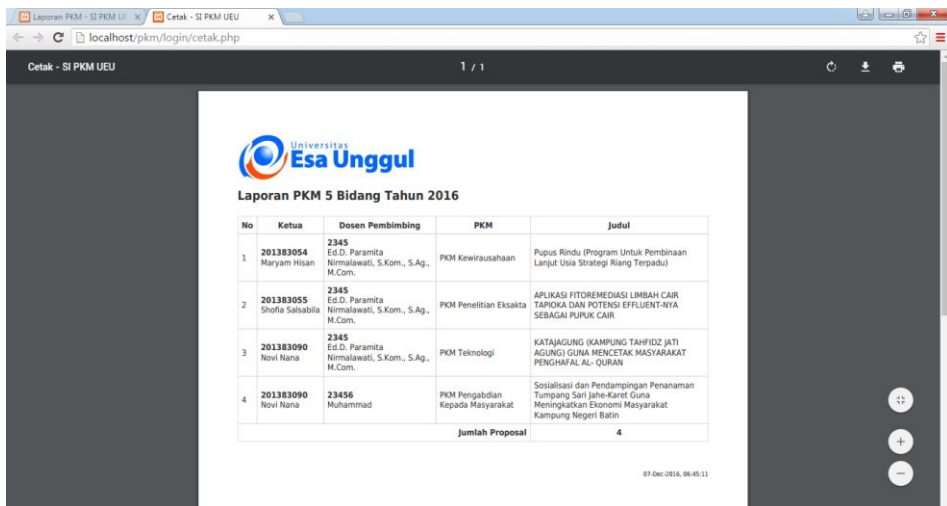 Laporan PKM - SI PKM UE
Cetak - SI PKM UEU
localhost/pkm/login/cetak.php
Cetak - SI PKM UEU
1 / 1
Universitas
Esa Unggul
Laporan PKM 5 Bidang Tahun 2016
No Ketua Dosen Pembimbing PKM Judul
1
201383054
Maryam Hisan
2345
Ed.D. Paramita
Nirmalawati, S.Kom., S.Ag.,
M.Com.
PKM Kewirausahaan
Pupus Rindu (Program Untuk Pembinaan
Lanjut Usia Strategi Riang Terpadu)
2
201383055
Shofia Salsabila
2345
Ed.D. Paramita
Nirmalawati, S.Kom., S.Ag.,
M.Com.
PKM Penelitian Eksakta
APLIKASI FITOREMEDIASI LIMBAH CAIR
TAPIOKA DAN POTENSI EFFLUENT-NYA
SEBAGAI PUPUK CAIR
3
201383090
Novi Nana
2345
Ed.D. Paramita
Nirmalawati, S.Kom., S.Ag.,
M.Com.
PKM Teknologi
KATAJAGUNG (KAMPUNG TAHFIDZ JATI
AGUNG) GUNA MENCETAK MASYARAKAT
PENGHAFAL AL- QURAN
4
201383090
Novi Nana
23456
Muhammad
PKM Pengabdian
Kepada Masyarakat
Sosialisasi dan Pendampingan Penanaman
Tumpang Sari Jahe-Karet Guna
Meningkatkan Ekonomi Masyarakat
Kampung Negeri Batin
Jumlah Proposal 4
07-Dec-2016, 06:45:11